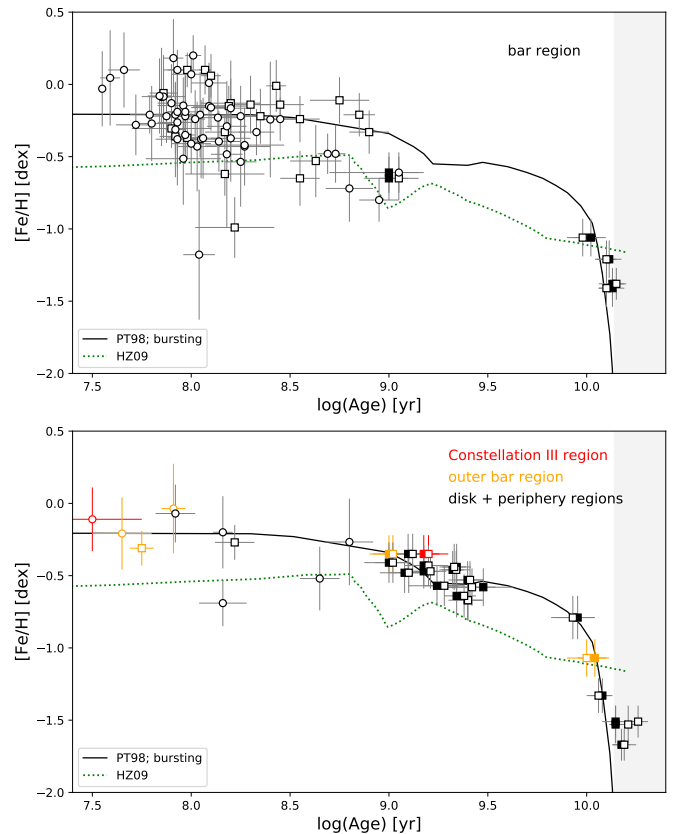 0.5
bar region
0.0
−0.5
[Fe/H] [dex]
−1.0
−1.5
PT98; bursting
HZ09
−2.0
7.5 8.0 8.5 9.0 9.5 10.0
log(Age) [yr]
0.5
Constellation III region
outer bar region
disk + periphery regions
0.0
−0.5
[Fe/H] [dex]
−1.0
−1.5
PT98; bursting
HZ09
−2.0
7.5 8.0 8.5 9.0 9.5 10.0
log(Age) [yr]